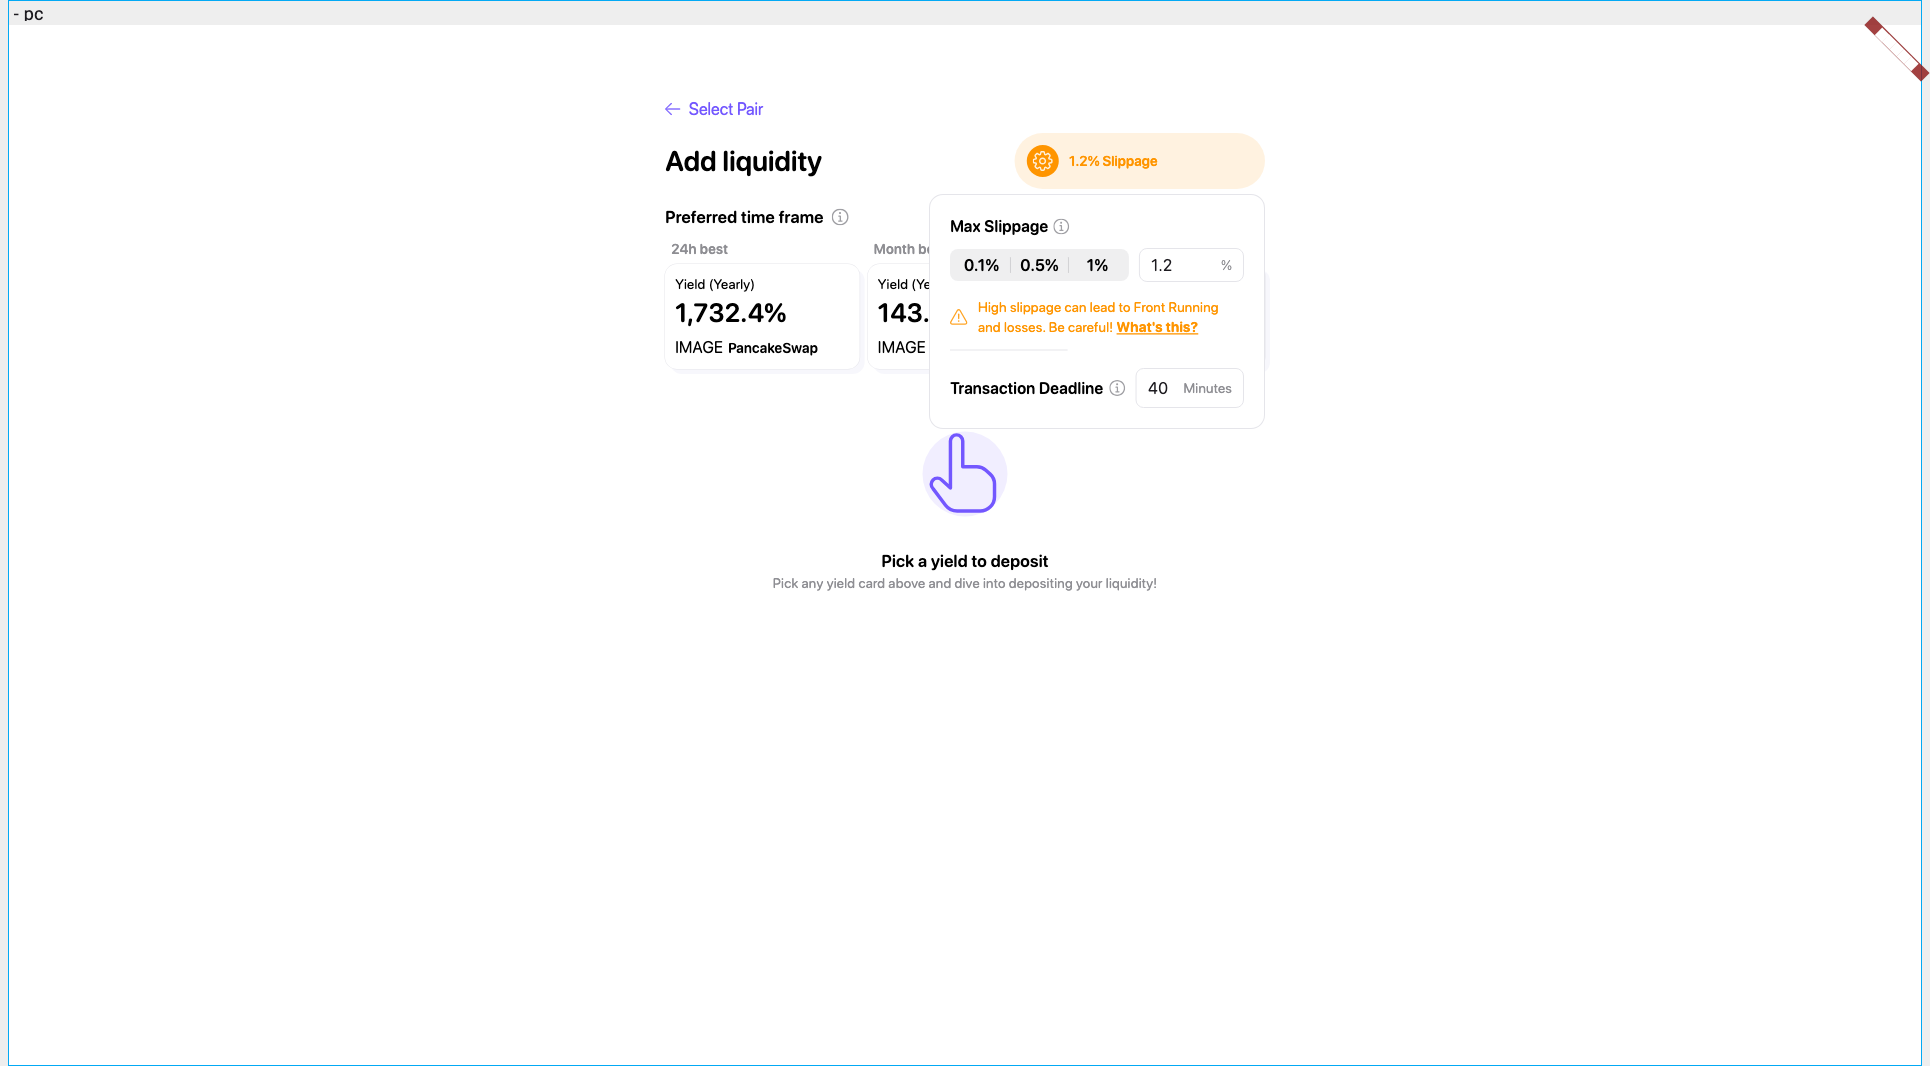 - pc
Select Pair
Add liquidity
1.2% Slippage
Preferred time frame
24h best
Month be
Yield (Yearly)
1,732.4%
IMAGE PancakeSwap
Yield (Ye
143.
IMAGE
Max Slippage
0.1% 0.5% 1%
1.2 %
High slippage can lead to Front Running
and losses. Be careful! What's this?
Transaction Deadline
40 Minutes
Pick a yield to deposit
Pick any yield card above and dive into depositing your liquidity!